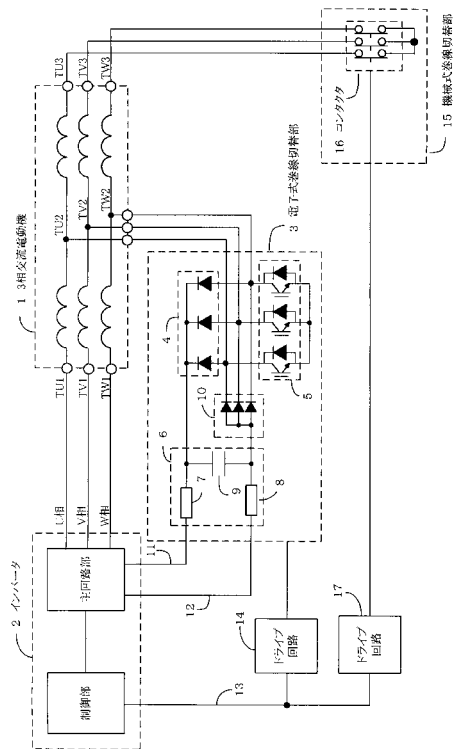 1 3相交流電動機
TU1
TV1
TW1
TU2
TV2
TW2
TU3
TV3
TW3
2 インバータ
制御部
主回路部
U相
V相
W相
11
12
13
3 電子式巻線切替部
4
5
6
7
8
9
10
14
ドライブ
回路
17
ドライブ
回路
15 機械式巻線切替部
16 コンタクタ